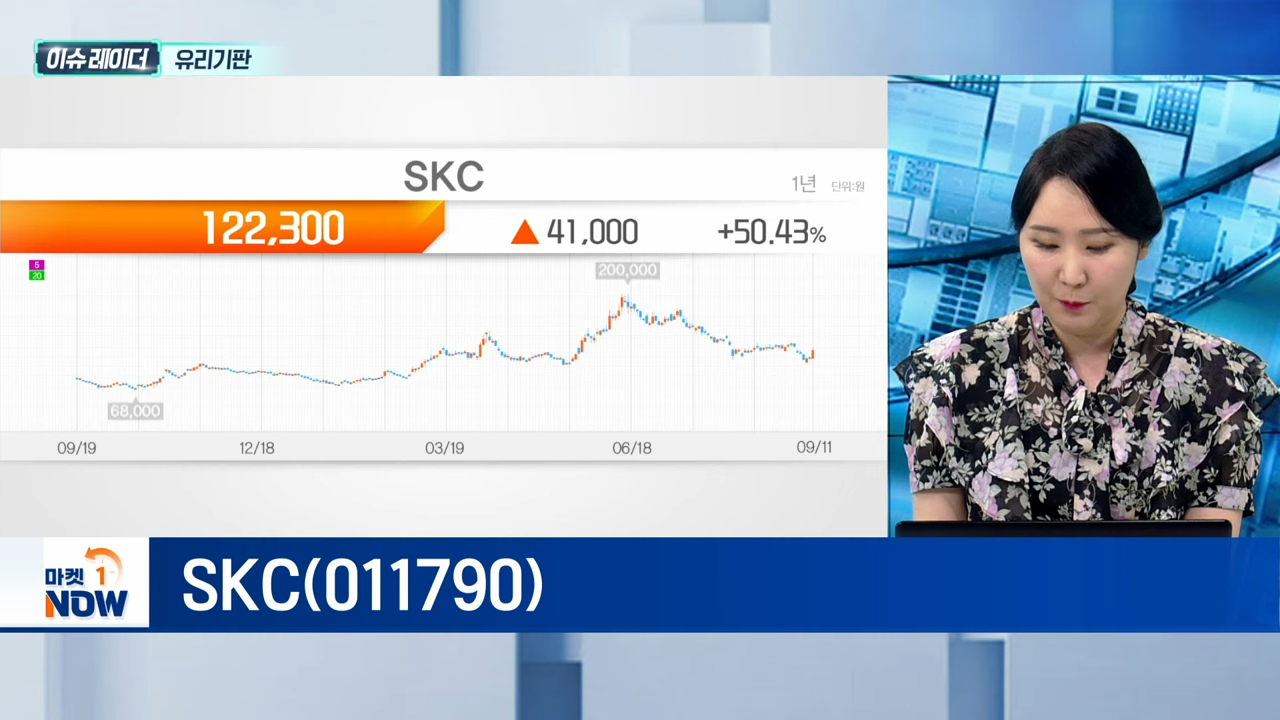 이슈 레이더 유리기판
SKC
1년 단위:원
122,300 ▲ 41,000 +50.43%
5
20
200,000
68,000
09/19 12/18 03/19 06/18 09/11
마켓 1
NOW
SKC(011790)